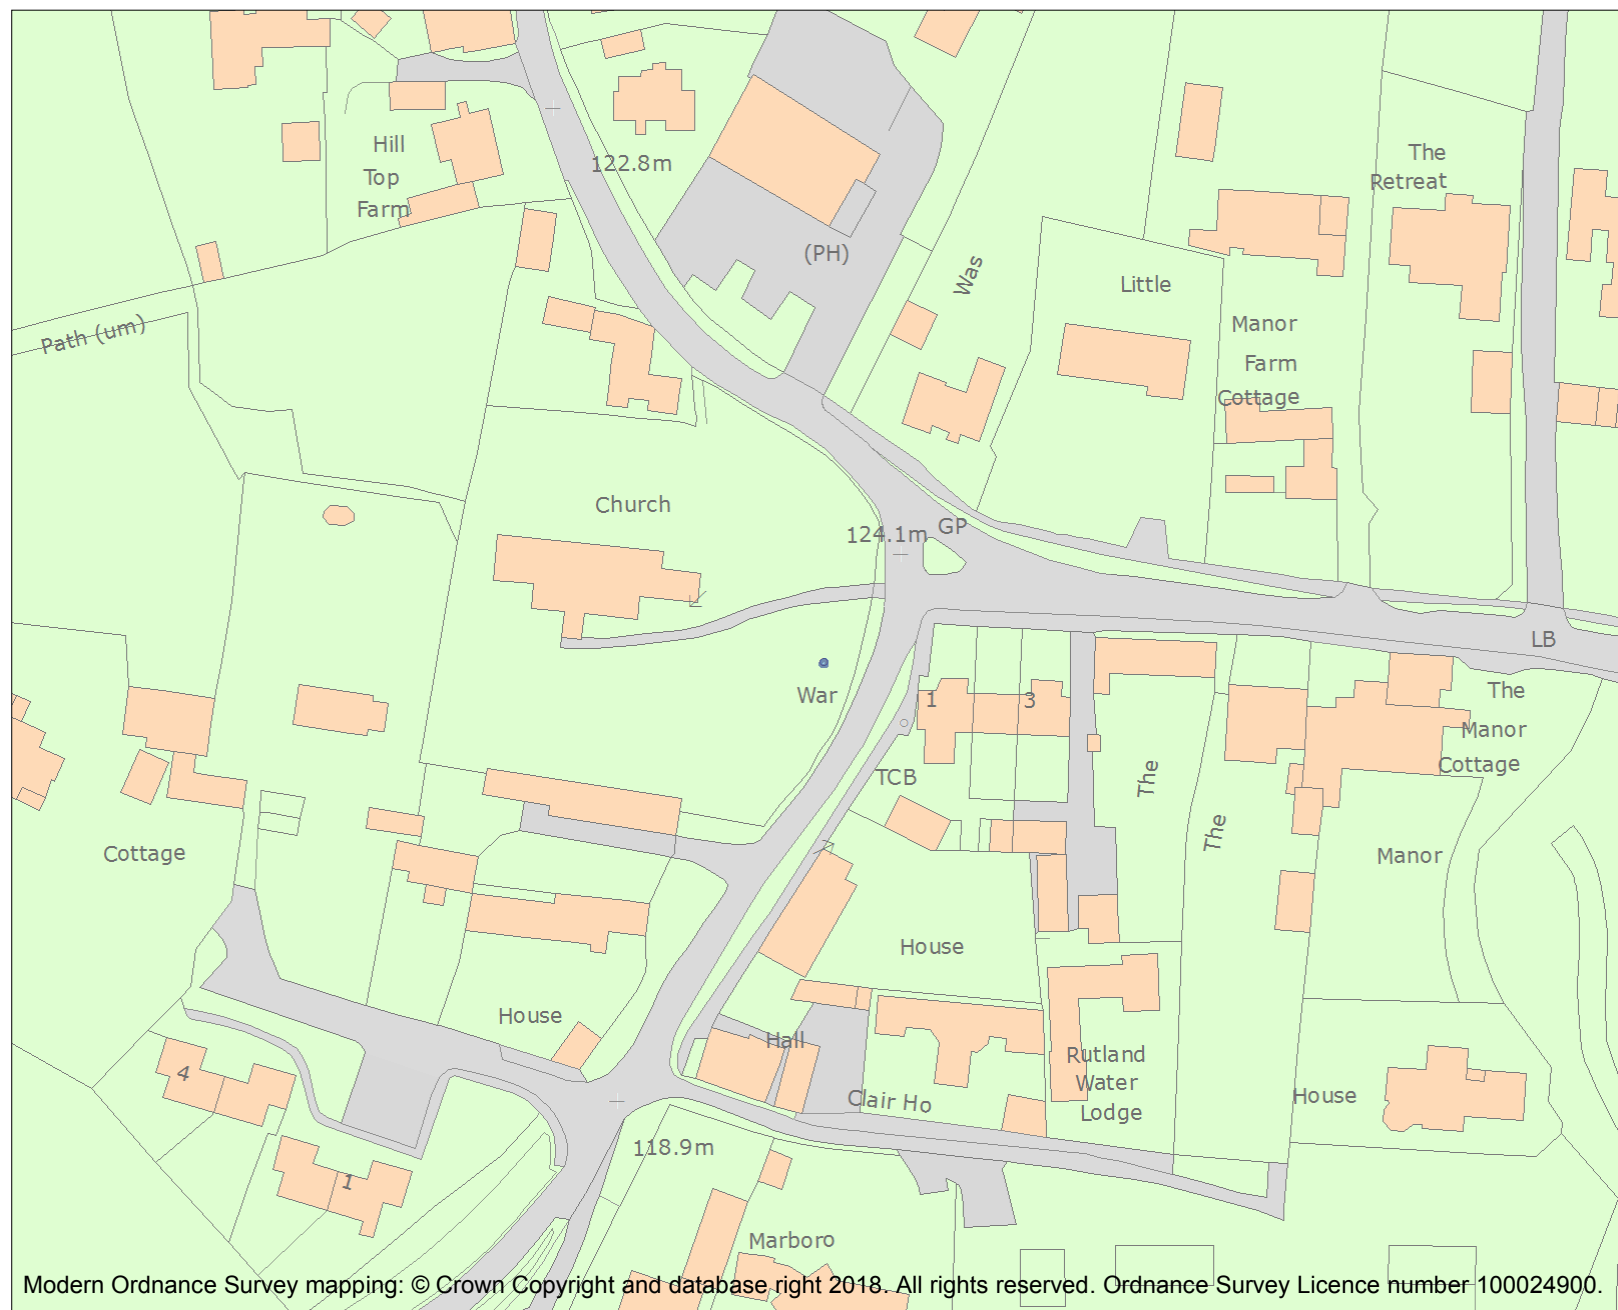 Hill
Top
Farm
122.8m
(PH)
Was
The
Retreat
Little
Manor
Farm
Cottage
Path (um)
Church
124.1m
GP
LB
War
1
3
TCB
The
The
The
Manor
Cottage
Manor
Cottage
House
House
Hall
Clair Ho
Rutland
Water
Lodge
House
4
1
118.9m
Marboro
Modern Ordnance Survey mapping: © Crown Copyright and database right 2018. All rights reserved. Ordnance Survey Licence number 100024900.